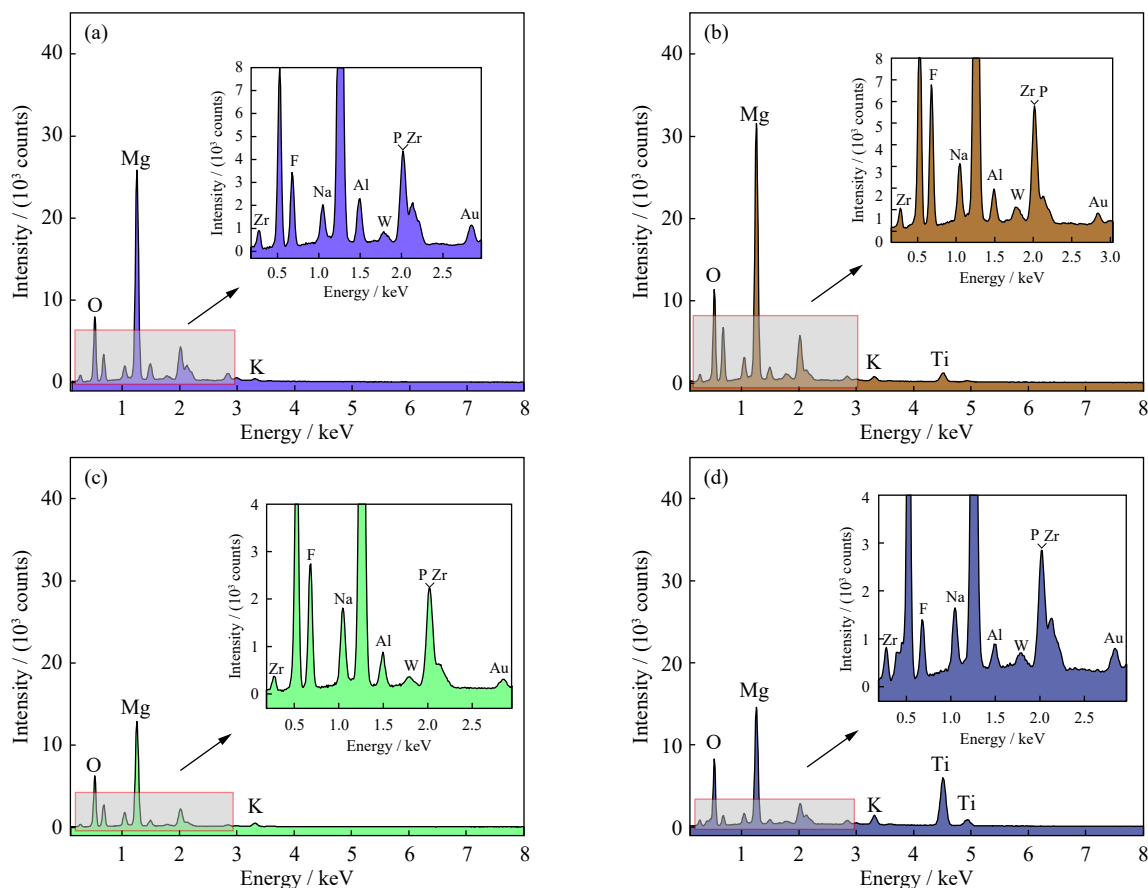 (a)
Intensity / (10³ counts)
40
30
20
10
0
O
Mg
K
1 2 3 4 5 6 7 8
Energy / keV
Intensity / (10³ counts)
8
7
6
5
4
3
2
1
0
Zr F Na Al W P Zr Au
0.5 1.0 1.5 2.0 2.5
Energy / keV
(b)
Intensity / (10³ counts)
40
30
20
10
0
O
Mg
K Ti
1 2 3 4 5 6 7 8
Energy / keV
Intensity / (10³ counts)
8
7
6
5
4
3
2
1
0
Zr F Na Al W Zr P Au
0.5 1.0 1.5 2.0 2.5 3.0
Energy / keV
(c)
Intensity / (10³ counts)
40
30
20
10
0
O
Mg
K
1 2 3 4 5 6 7 8
Energy / keV
Intensity / (10³ counts)
4
3
2
1
0
Zr F Na Al W P Zr Au
0.5 1.0 1.5 2.0 2.5
Energy / keV
(d)
Intensity / (10³ counts)
40
30
20
10
0
O
Mg
K Ti Ti
1 2 3 4 5 6 7 8
Energy / keV
Intensity / (10³ counts)
4
3
2
1
0
Zr F Na Al W P Zr Au
0.5 1.0 1.5 2.0 2.5
Energy / keV